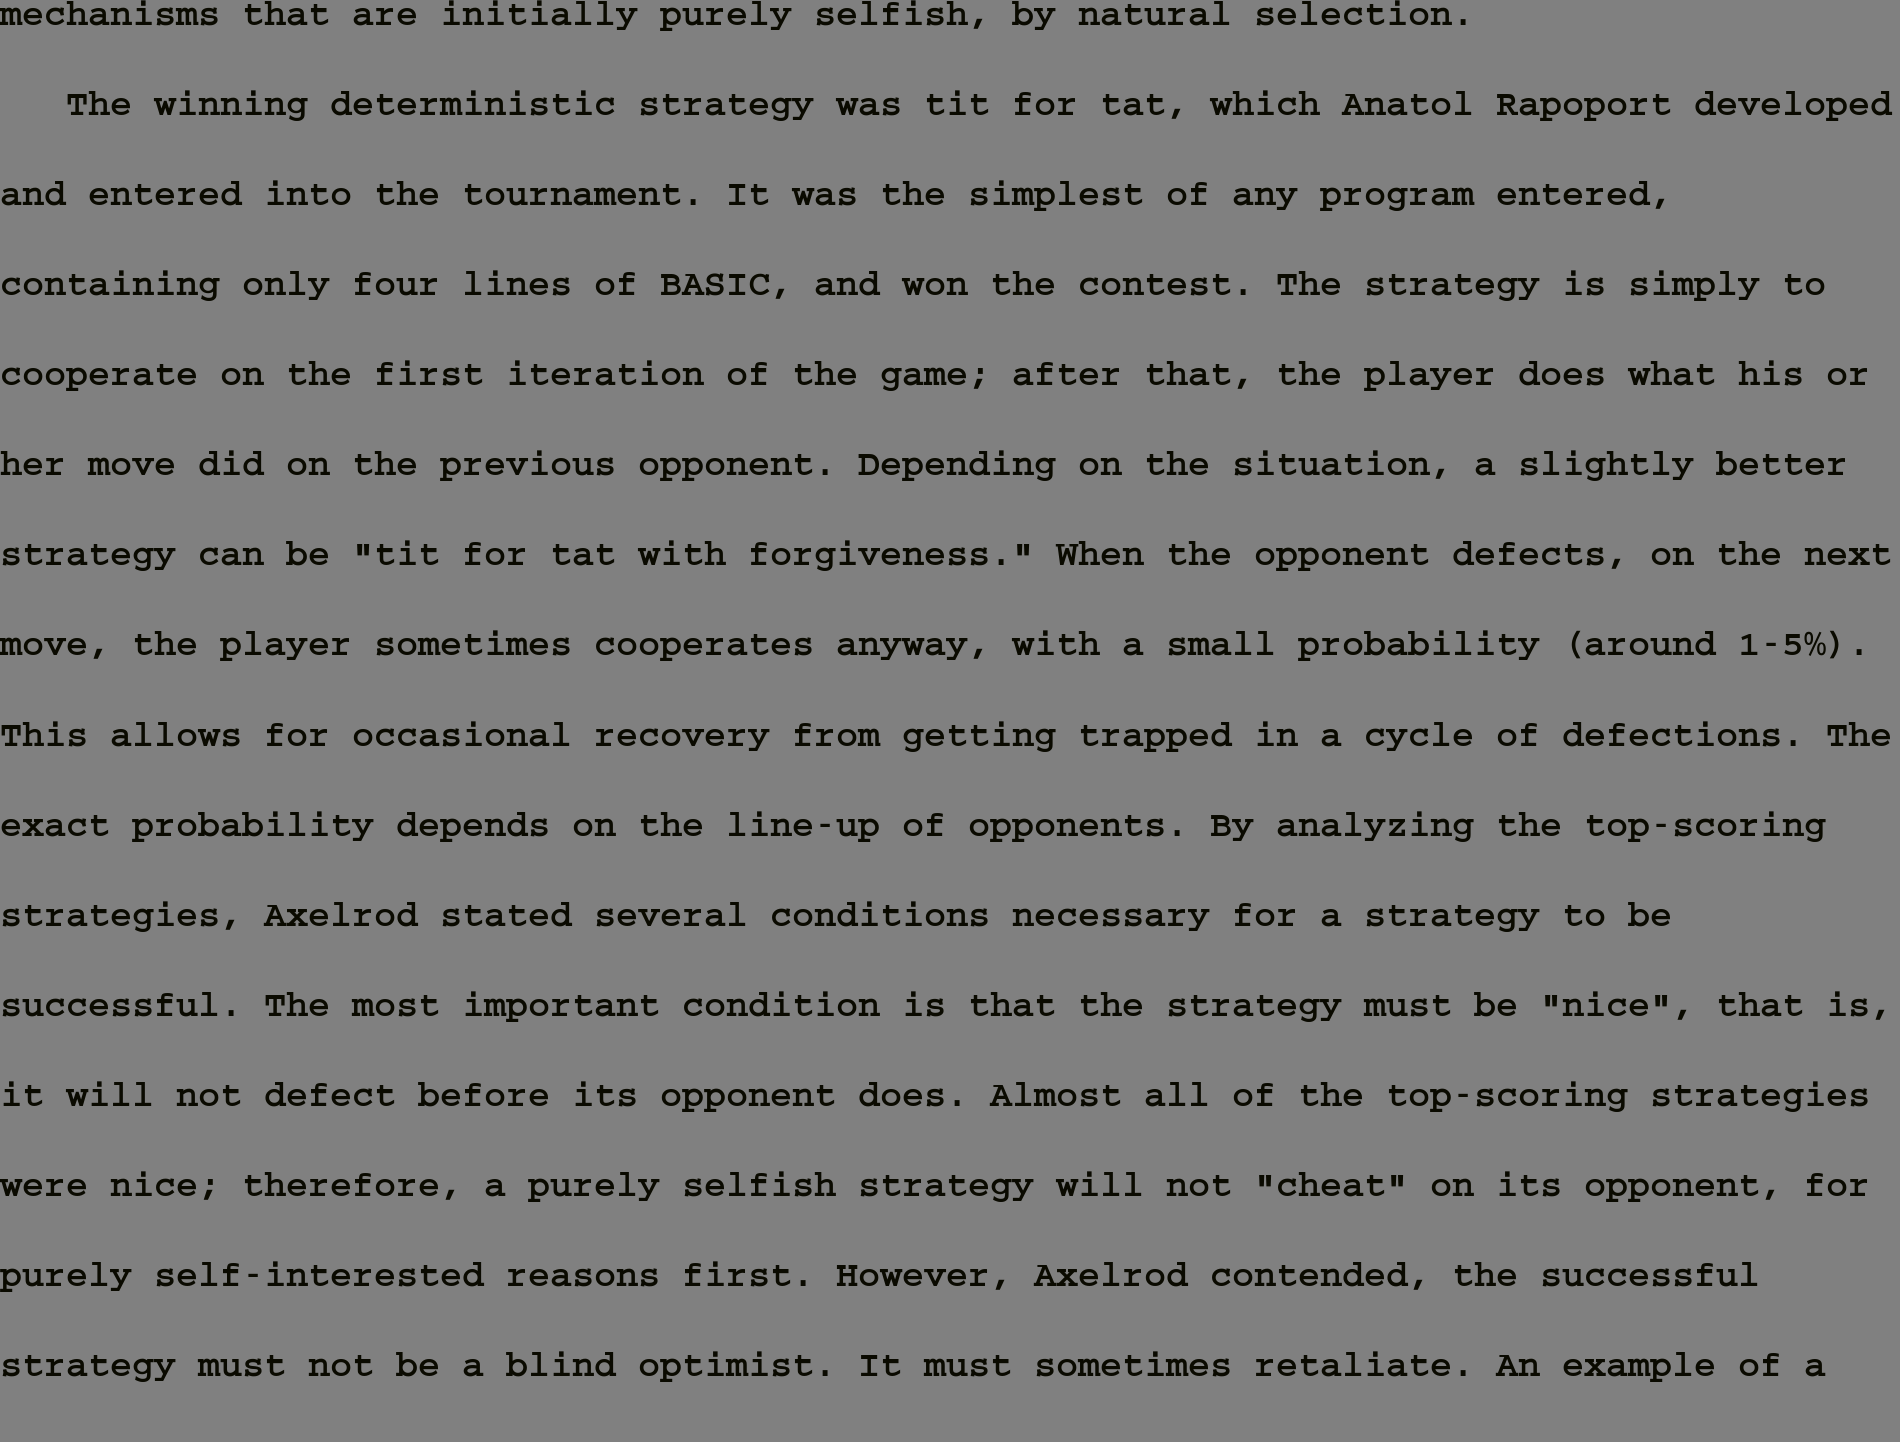 mechanisms that are initially purely selfish, by natural selection.
The winning deterministic strategy was tit for tat, which Anatol Rapoport developed
and entered into the tournament. It was the simplest of any program entered,
containing only four lines of BASIC, and won the contest. The strategy is simply to
cooperate on the first iteration of the game; after that, the player does what his or
her move did on the previous opponent. Depending on the situation, a slightly better
strategy can be "tit for tat with forgiveness." When the opponent defects, on the next
move, the player sometimes cooperates anyway, with a small probability (around 1-5%).
This allows for occasional recovery from getting trapped in a cycle of defections. The
exact probability depends on the line-up of opponents. By analyzing the top-scoring
strategies, Axelrod stated several conditions necessary for a strategy to be
successful. The most important condition is that the strategy must be "nice", that is,
it will not defect before its opponent does. Almost all of the top-scoring strategies
were nice; therefore, a purely selfish strategy will not "cheat" on its opponent, for
purely self-interested reasons first. However, Axelrod contended, the successful
strategy must not be a blind optimist. It must sometimes retaliate. An example of a